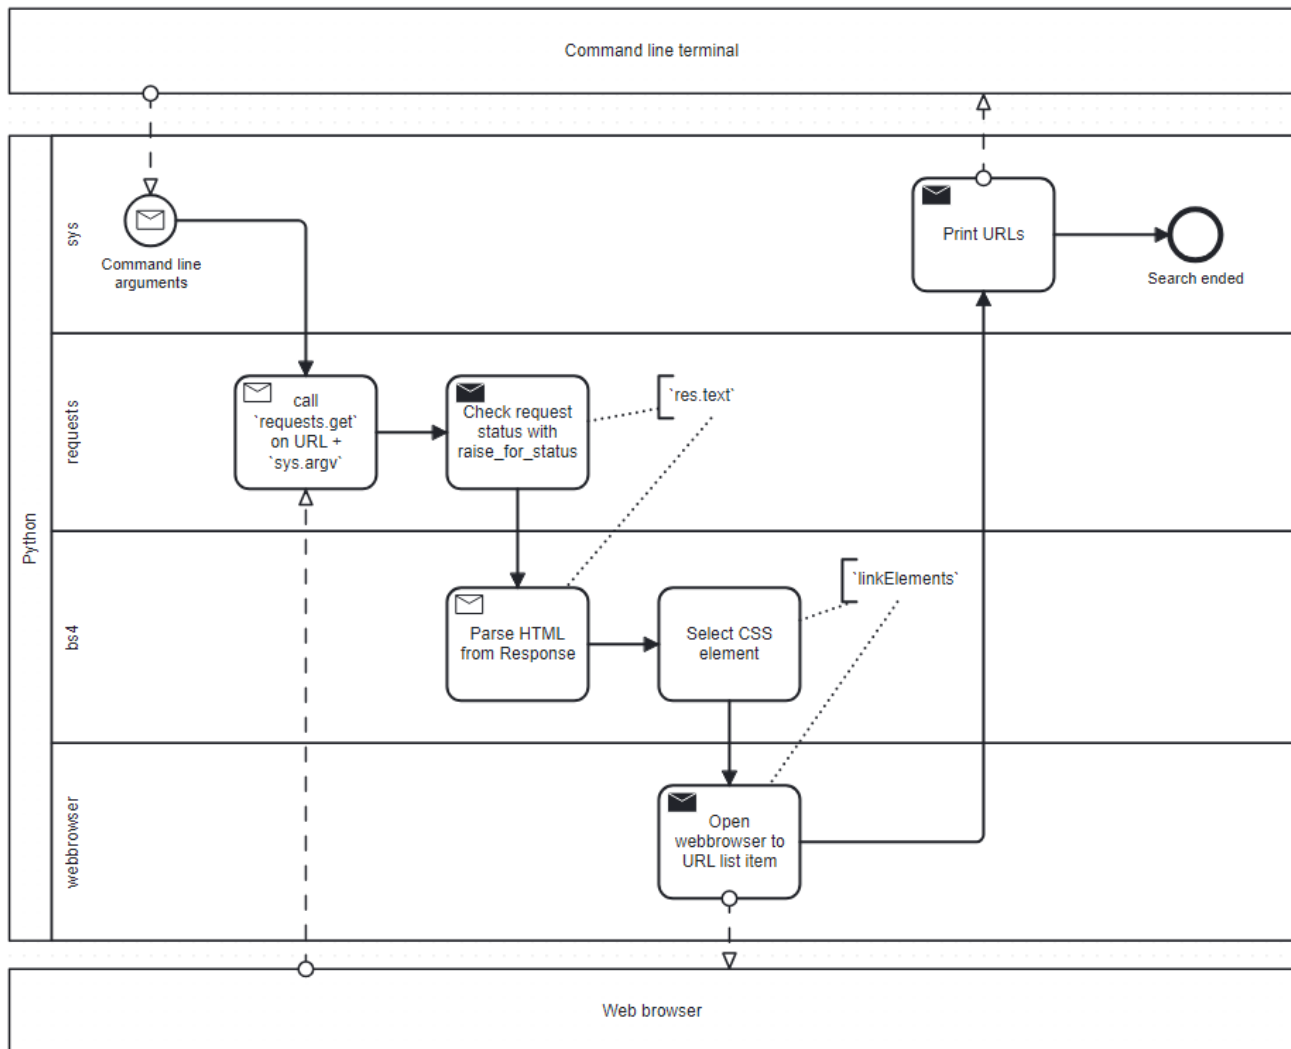 Command line terminal
Python
sys
Command line
arguments
Print URLs
Search ended
requests
call
`requests.get`
on URL +
`sys.argv`
Check request
status with
raise_for_status
`res.text`
bs4
Parse HTML
from Response
Select CSS
element
`linkElements`
webbrowser
Open
webbrowser to
URL list item
Web browser